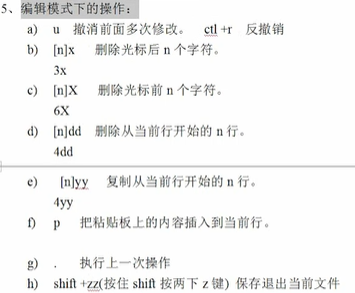 5、编辑模式下的操作：
a) u 撤消前面多次修改。 ctl +r 反撤销
b) [n]x 删除光标后 n 个字符。
3x
c) [n]X 删除光标前 n 个字符。
6X
d) [n]dd 删除从当前行开始的 n 行。
4dd
e) [n]yy 复制从当前行开始的 n 行。
4yy
f) p 把粘贴板上的内容插入到当前行。
g) . 执行上一次操作
h) shift +zz(按住 shift 按两下 z 键) 保存退出当前文件